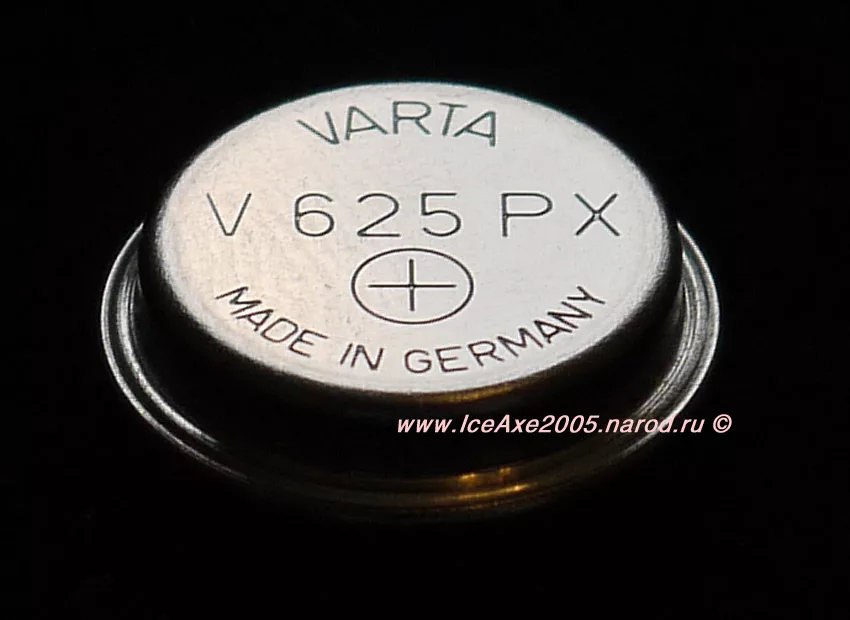 VARTA
V 625 PX
+
MADE IN GERMANY
www.IceAxe2005.narod.ru ©